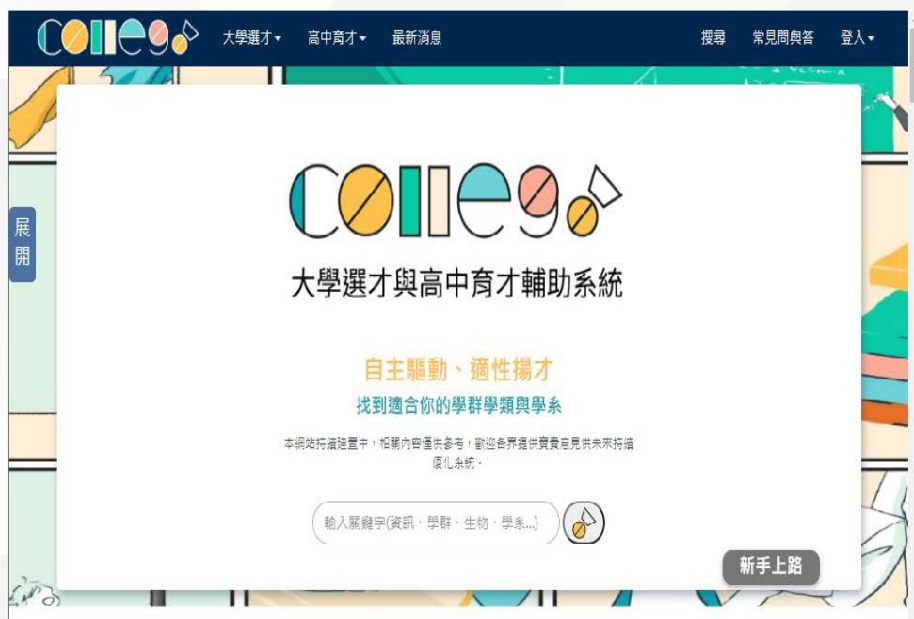 Collego 大學選才▾ 高中育才▾ 最新消息 搜尋 常見問與答 登入▾
展開
Collego
大學選才與高中育才輔助系統
自主驅動、適性揚才
找到適合你的學群學類與學系
本網站持續建置中，相關內容僅供參考，歡迎各界提供寶貴意見供未來持續
優化系統。
輸入關鍵字(資訊、學群、生物、學系...)
新手上路